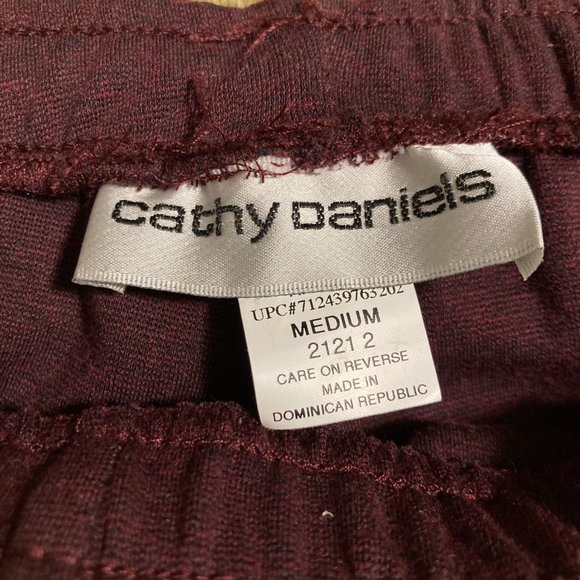 cathy Daniels
UPC#712439763202
MEDIUM
2121 2
CARE ON REVERSE
MADE IN
DOMINICAN REPUBLIC